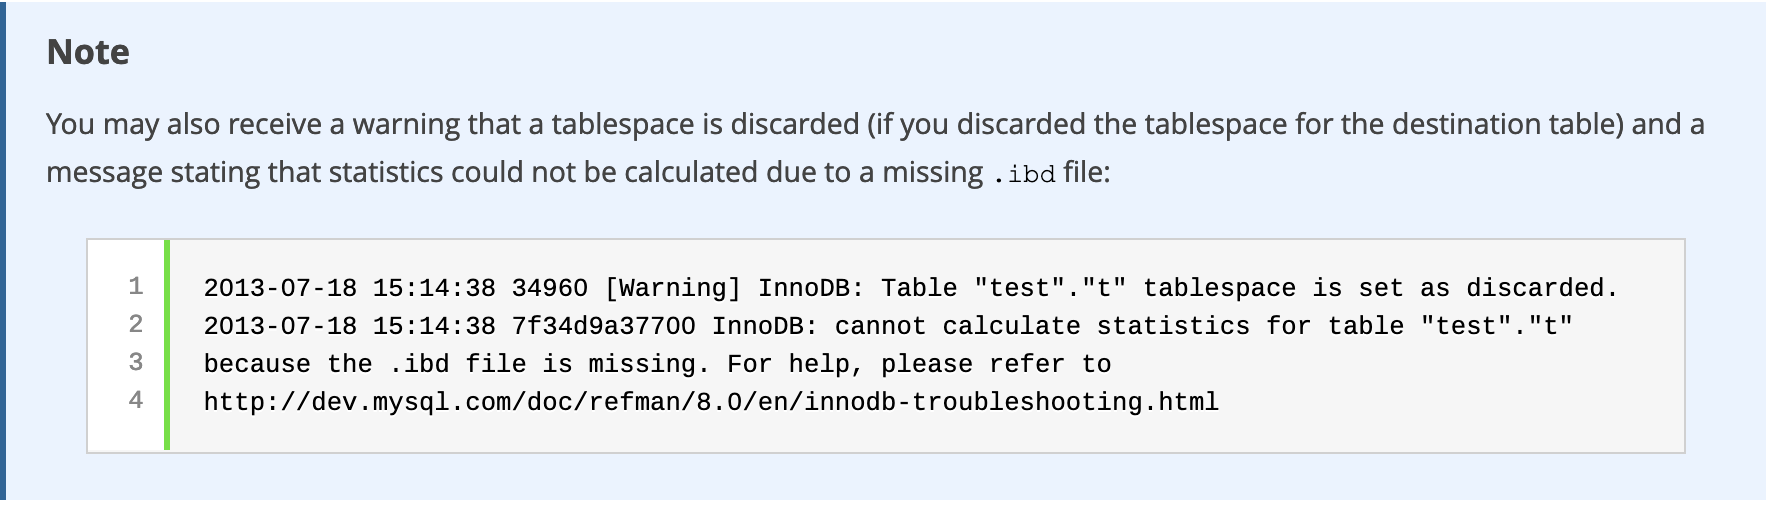 Note
You may also receive a warning that a tablespace is discarded (if you discarded the tablespace for the destination table) and a
message stating that statistics could not be calculated due to a missing .ibd file:
1 2013-07-18 15:14:38 34960 [Warning] InnoDB: Table "test"."t" tablespace is set as discarded.
2 2013-07-18 15:14:38 7f34d9a37700 InnoDB: cannot calculate statistics for table "test"."t"
3 because the .ibd file is missing. For help, please refer to
4 http://dev.mysql.com/doc/refman/8.0/en/innodb-troubleshooting.html